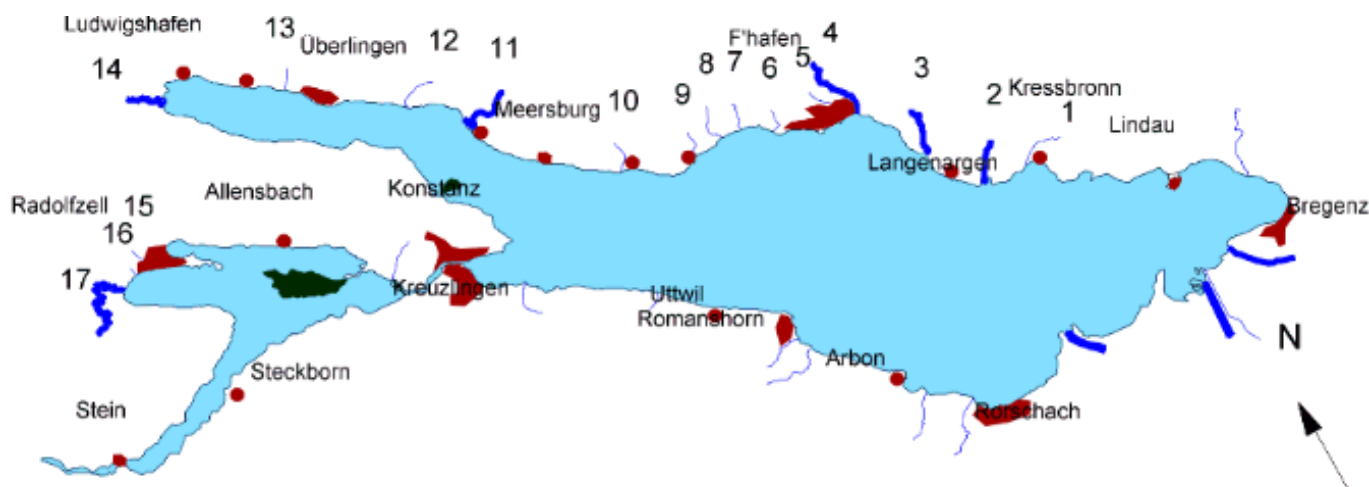 Ludwigshafen
13
Überlingen
12
11
14
Meersburg
10
9
8
7
6
F'hafen
5
4
3
2
Kressbronn
1
Lindau
Langenargen
Bregenz
Allensbach
Konstanz
Radolfzell
15
16
17
Kreuzlingen
Uttwil
Romanshorn
Arbon
Rorschach
Steckborn
Stein
N